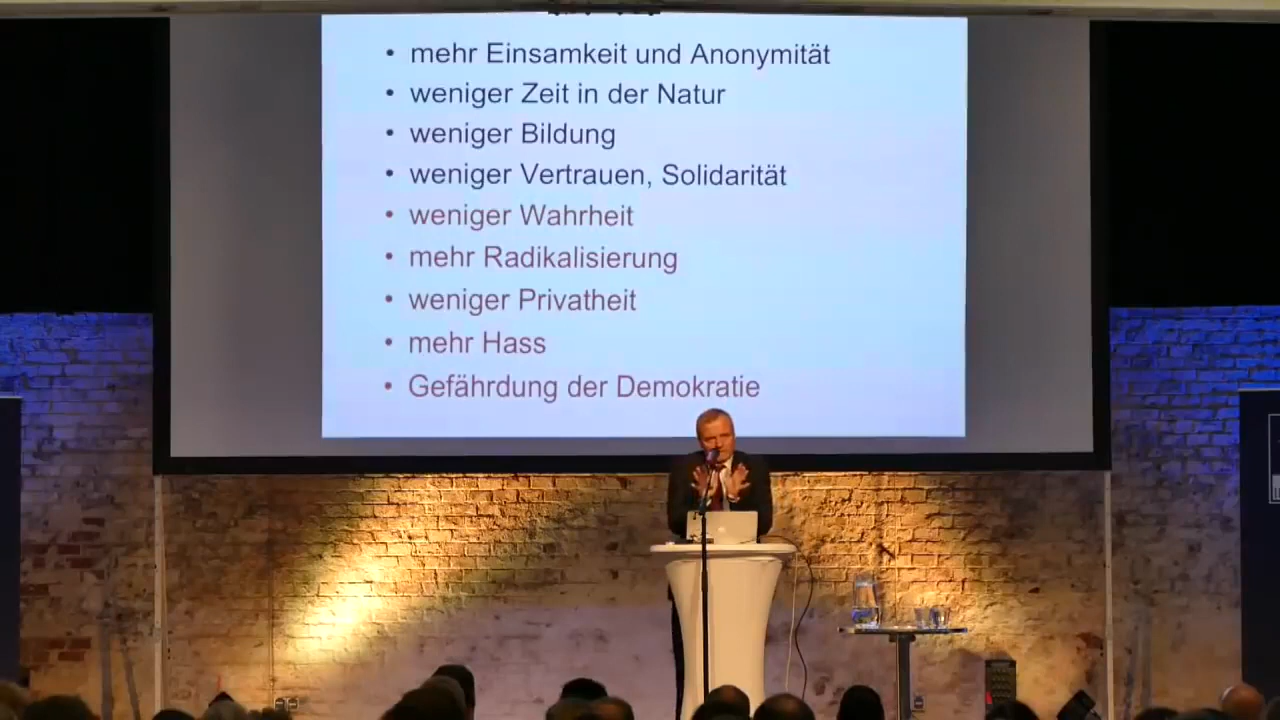 • mehr Einsamkeit und Anonymität
• weniger Zeit in der Natur
• weniger Bildung
• weniger Vertrauen, Solidarität
• weniger Wahrheit
• mehr Radikalisierung
• weniger Privatheit
• mehr Hass
• Gefährdung der Demokratie